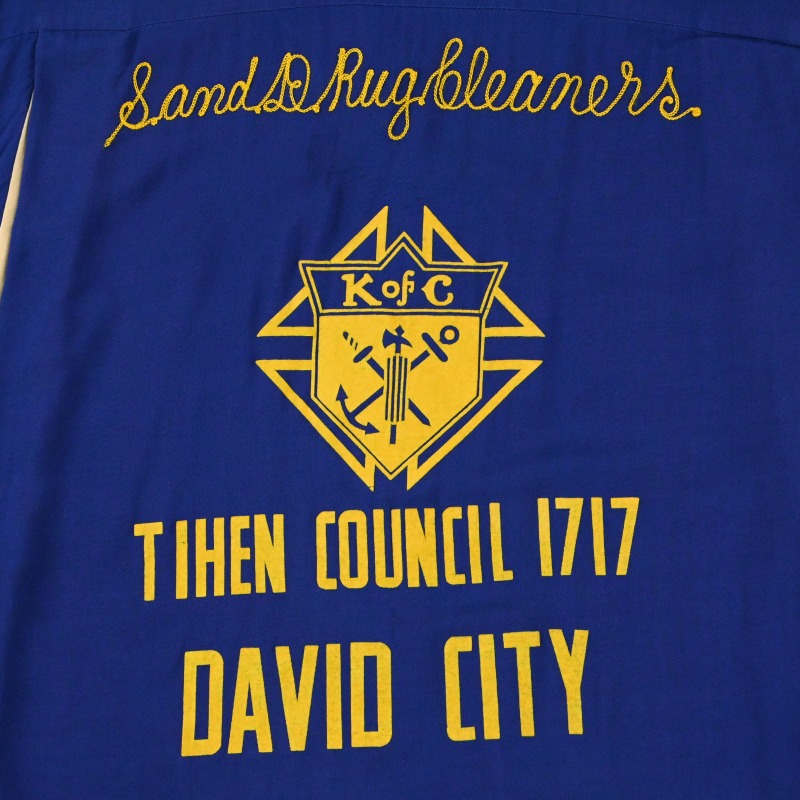 S. and D. Rug Cleaners.
K of C
TIHEN COUNCIL 1717
DAVID CITY